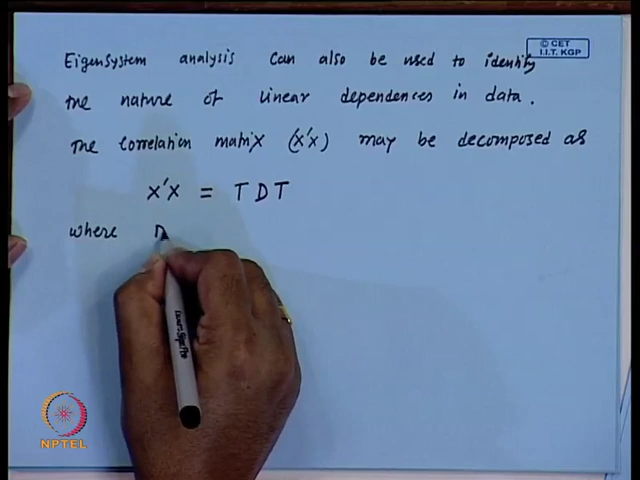 Eigensystem analysis can also be used to identify
© CET
I.I.T. KGP
the nature of linear dependences in data.
The correlation matrix (X'X) may be decomposed as
X'X = T D T
where D
NPTEL